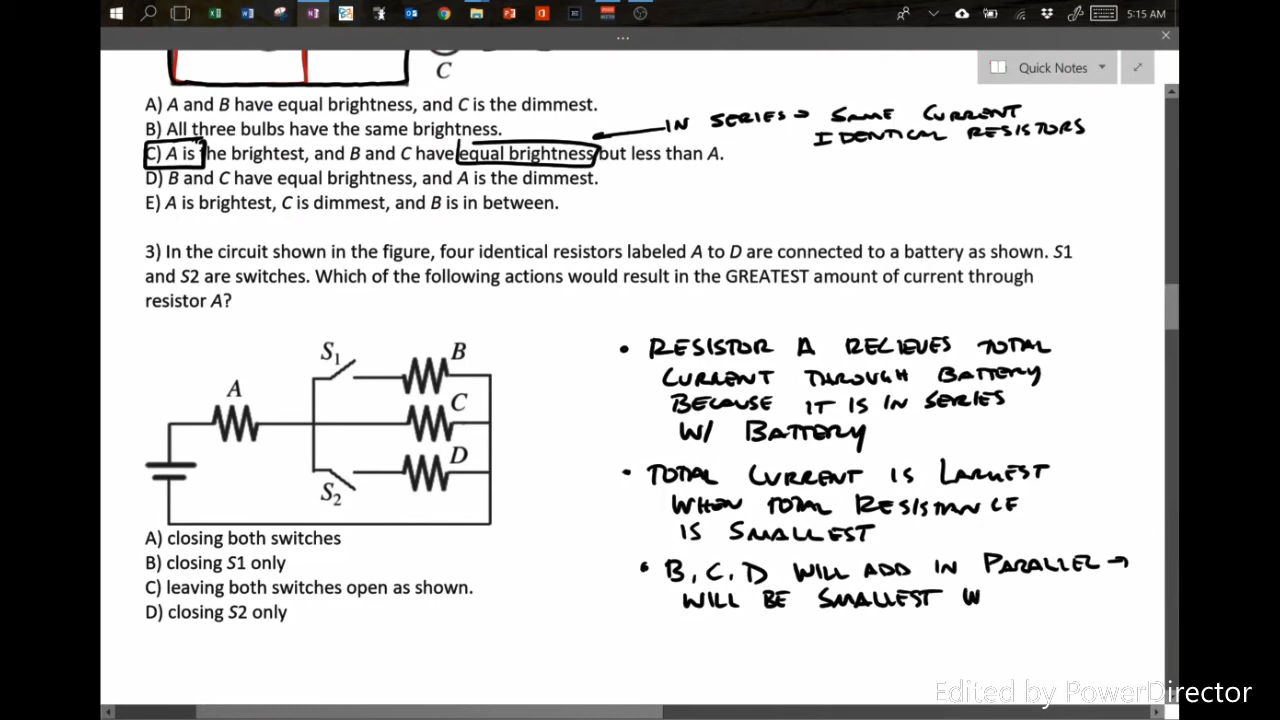 5:15 AM
...
Quick Notes
C
A) A and B have equal brightness, and C is the dimmest.
B) All three bulbs have the same brightness.
C) A is the brightest, and B and C have equal brightness but less than A.
D) B and C have equal brightness, and A is the dimmest.
E) A is brightest, C is dimmest, and B is in between.
IN SERIES → SAME CURRENT
IDENTICAL RESISTORS
3) In the circuit shown in the figure, four identical resistors labeled A to D are connected to a battery as shown. S1
and S2 are switches. Which of the following actions would result in the GREATEST amount of current through
resistor A?
S1
B
A
C
D
S2
A) closing both switches
B) closing S1 only
C) leaving both switches open as shown.
D) closing S2 only
• RESISTOR A RECIEVES TOTAL
CURRENT THROUGH BATTERY
BECAUSE IT IS IN SERIES
W/ BATTERY
• TOTAL CURRENT IS LARGEST
WHEN TOTAL RESISTANCE
IS SMALLEST
• B, C, D WILL ADD IN PARALLEL →
WILL BE SMALLEST W
Edited by PowerDirector